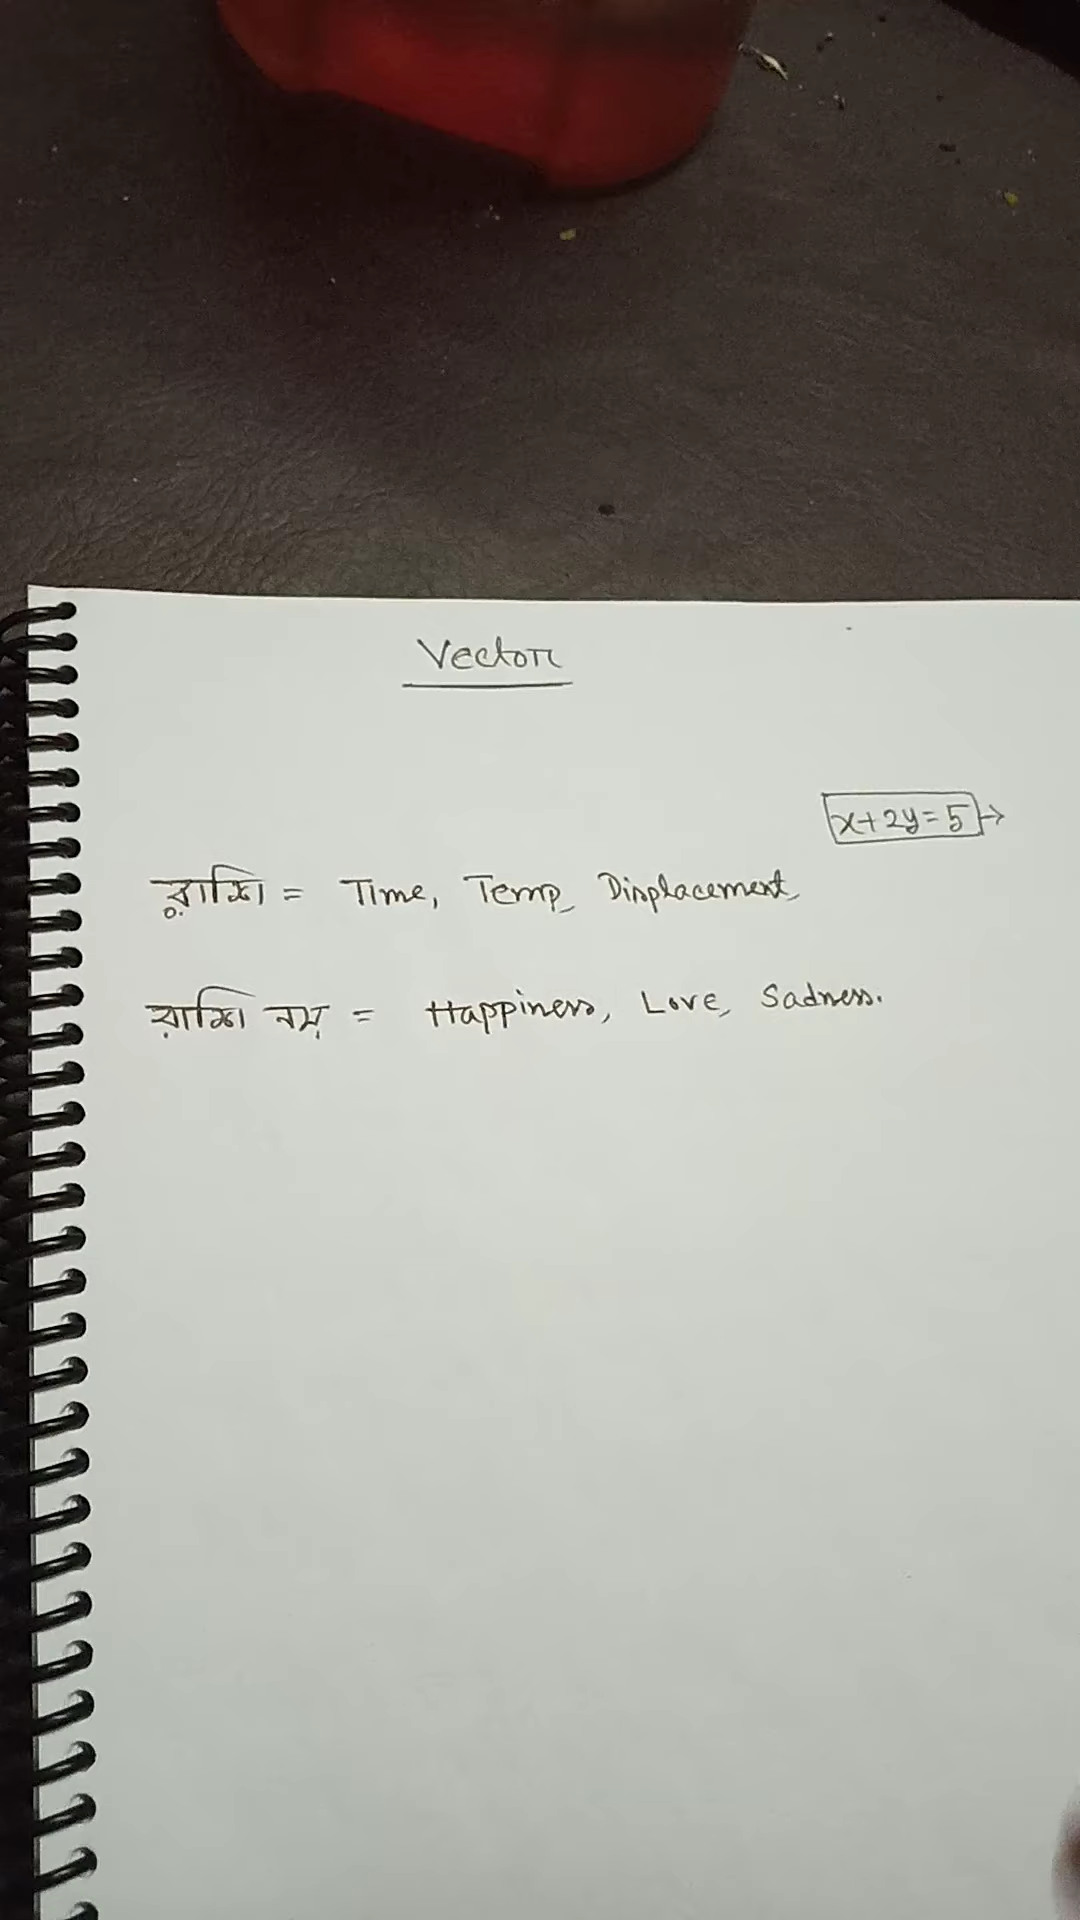 Vector
x+2y=5→
রাশি = Time, Temp, Displacement,
রাশি নয় = Happiness, Love, Sadness.